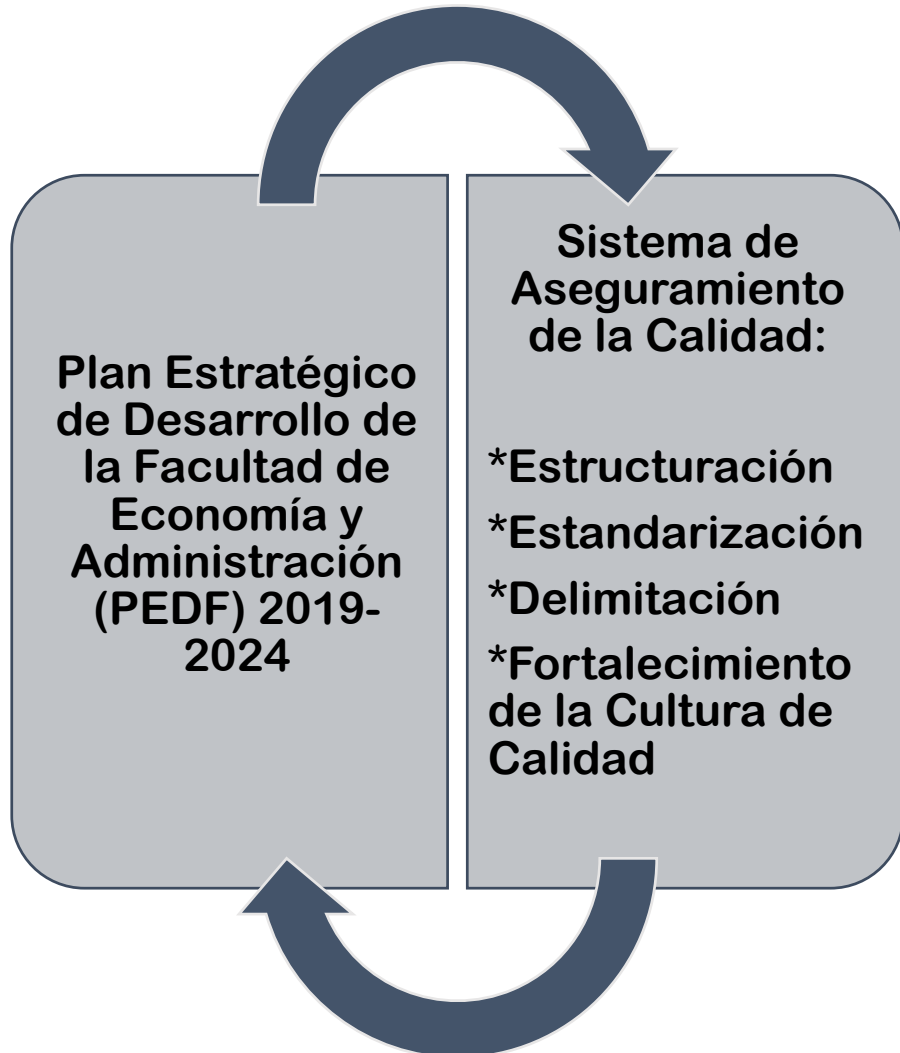 Plan Estratégico
de Desarrollo de
la Facultad de
Economía y
Administración
(PEDF) 2019-
2024
Sistema de
Aseguramiento
de la Calidad:
*Estructuración
*Estandarización
*Delimitación
*Fortalecimiento
de la Cultura de
Calidad